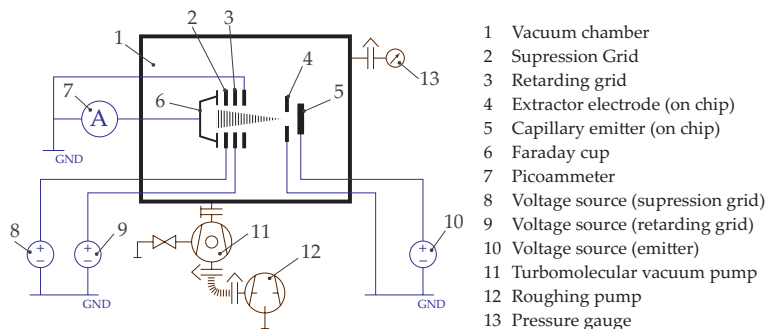 1
2
3
4
5
6
7
A
GND
8
9
10
11
12
13
GND
GND
1 Vacuum chamber
2 Supression Grid
3 Retarding grid
4 Extractor electrode (on chip)
5 Capillary emitter (on chip)
6 Faraday cup
7 Picoammeter
8 Voltage source (supression grid)
9 Voltage source (retarding grid)
10 Voltage source (emitter)
11 Turbomolecular vacuum pump
12 Roughing pump
13 Pressure gauge